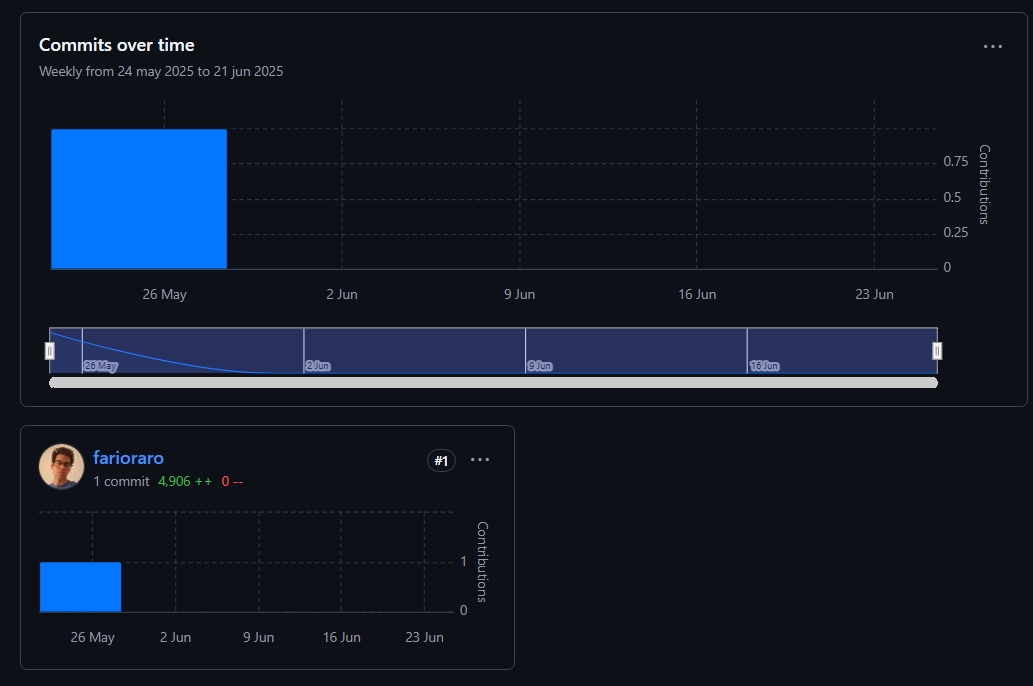 Commits over time
Weekly from 24 may 2025 to 21 jun 2025
0.75
0.5
0.25
0
Contributions
26 May 2 Jun 9 Jun 16 Jun 23 Jun
26 May 2 Jun 9 Jun 16 Jun
farioraro
#1
1 commit 4,906 ++ 0 --
1
0
Contributions
26 May 2 Jun 9 Jun 16 Jun 23 Jun